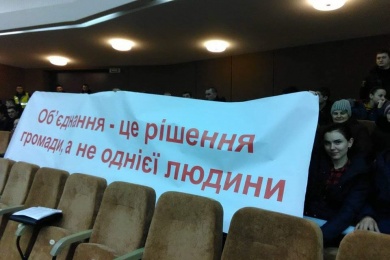 Об'єднання - це рішення
громади, а не однієї людини